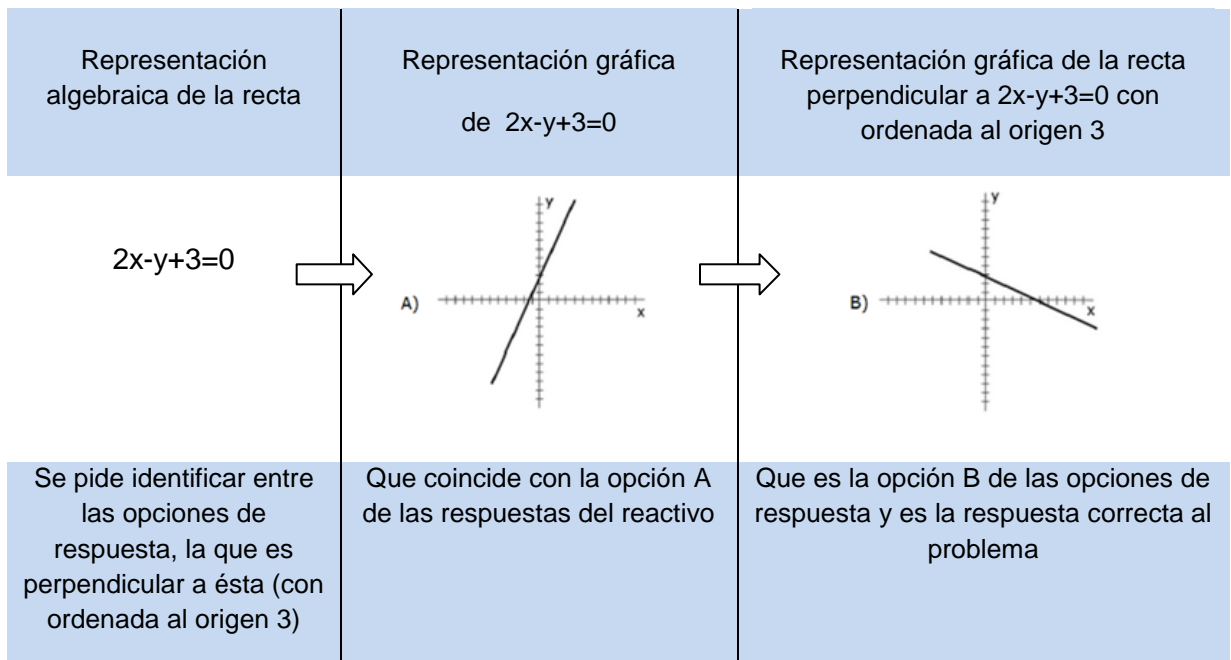 Representación
algebraica de la recta
Representación gráfica
de 2x-y+3=0
Representación gráfica de la recta
perpendicular a 2x-y+3=0 con
ordenada al origen 3
2x-y+3=0
A)
y
x
B)
y
x
Se pide identificar entre
las opciones de
respuesta, la que es
perpendicular a ésta (con
ordenada al origen 3)
Que coincide con la opción A
de las respuestas del reactivo
Que es la opción B de las opciones de
respuesta y es la respuesta correcta al
problema